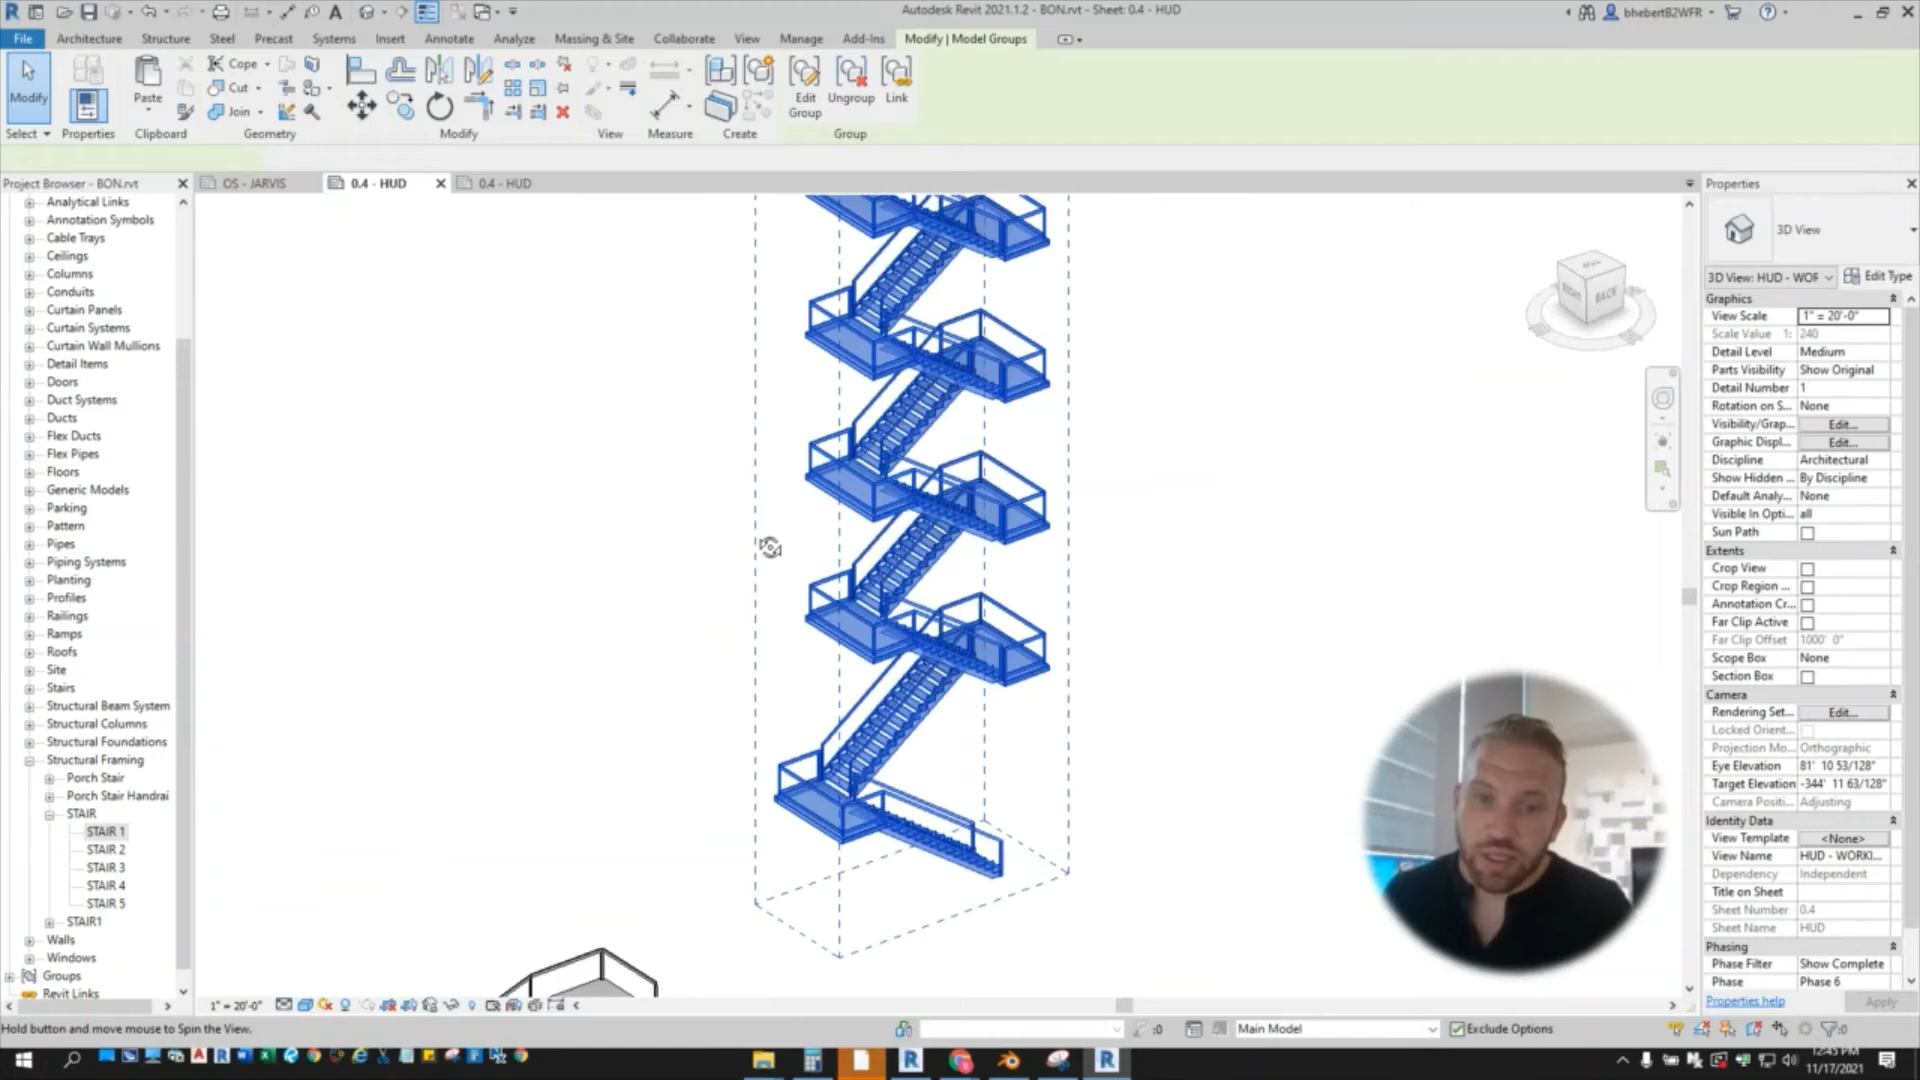 Autodesk Revit 2021.1.2 - BON.rvt - Sheet: 0.4 - HUD
bhebertB2WFR
File
Architecture
Structure
Steel
Precast
Systems
Insert
Annotate
Analyze
Massing & Site
Collaborate
View
Manage
Add-Ins
Modify | Model Groups
Modify
Paste
Cope
Cut
Join
Edit Group
Ungroup
Link
Select
Properties
Clipboard
Geometry
Modify
View
Measure
Create
Group
Project Browser - BON.rvt
OS - JARVIS
0.4 - HUD
0.4 - HUD
Analytical Links
Annotation Symbols
Cable Trays
Ceilings
Columns
Conduits
Curtain Panels
Curtain Systems
Curtain Wall Mullions
Detail Items
Doors
Duct Systems
Ducts
Flex Ducts
Flex Pipes
Floors
Generic Models
Parking
Pattern
Pipes
Piping Systems
Planting
Profiles
Railings
Ramps
Roofs
Site
Stairs
Structural Beam System
Structural Columns
Structural Foundations
Structural Framing
Porch Stair
Porch Stair Handrai
STAIR
STAIR 1
STAIR 2
STAIR 3
STAIR 4
STAIR 5
STAIR1
Walls
Windows
Groups
Revit Links
RIGHT
BACK
Properties
3D View
3D View: HUD - WOR
Edit Type
Graphics
View Scale 1" = 20'-0"
Scale Value 1: 240
Detail Level Medium
Parts Visibility Show Original
Detail Number 1
Rotation on S... None
Visibility/Grap... Edit...
Graphic Displ... Edit...
Discipline Architectural
Show Hidden ... By Discipline
Default Analy... None
Visible In Opti... all
Sun Path
Extents
Crop View
Crop Region ...
Annotation Cr...
Far Clip Active
Far Clip Offset 1000' 0"
Scope Box None
Section Box
Camera
Rendering Set... Edit...
Locked Orient...
Projection Mo... Orthographic
Eye Elevation 81' 10 53/128"
Target Elevation -344' 11 63/128"
Camera Positi... Adjusting
Identity Data
View Template <None>
View Name HUD - WORKI...
Dependency Independent
Title on Sheet
Sheet Number 0.4
Sheet Name HUD
Phasing
Phase Filter Show Complete
Phase Phase 6
Properties help
Apply
1" = 20'-0"
Hold button and move mouse to Spin the View.
:0
Main Model
Exclude Options
:0
12:45 PM
11/17/2021